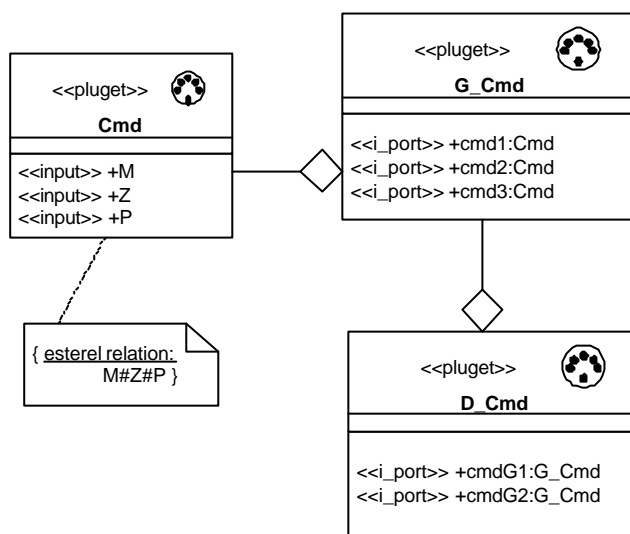 <<pluget>>
Cmd
<<input>> +M
<<input>> +Z
<<input>> +P
{ esterel relation:
M#Z#P }
<<pluget>>
G_Cmd
<<i_port>> +cmd1:Cmd
<<i_port>> +cmd2:Cmd
<<i_port>> +cmd3:Cmd
<<pluget>>
D_Cmd
<<i_port>> +cmdG1:G_Cmd
<<i_port>> +cmdG2:G_Cmd